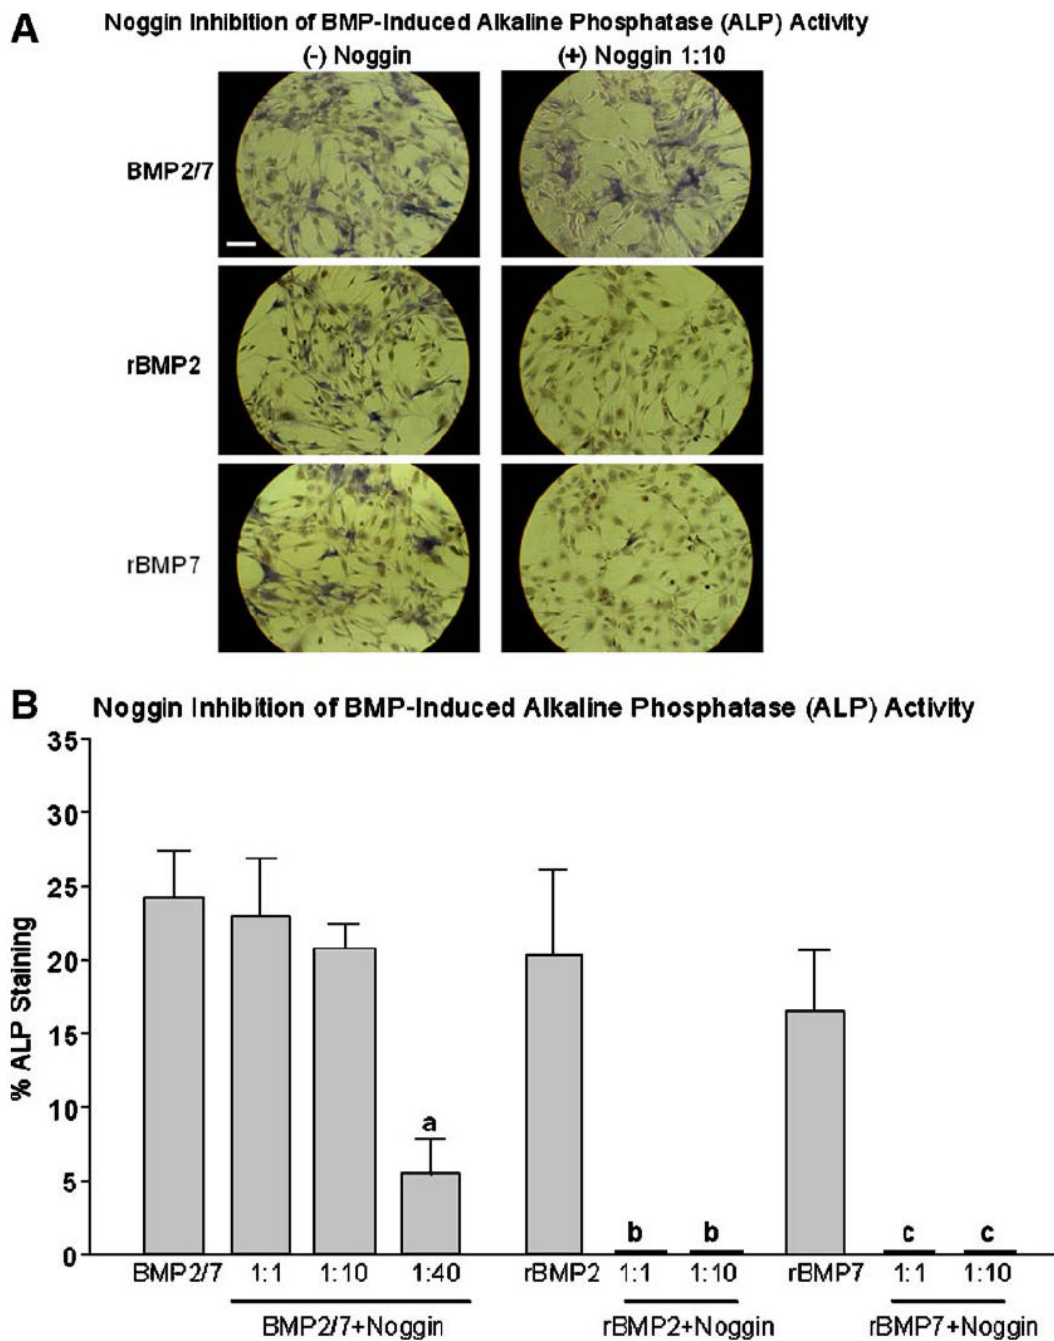 A
Noggin Inhibition of BMP-Induced Alkaline Phosphatase (ALP) Activity
(-) Noggin (+) Noggin 1:10
BMP2/7
rBMP2
rBMP7
B
Noggin Inhibition of BMP-Induced Alkaline Phosphatase (ALP) Activity
% ALP Staining
35
30
25
20
15
10
5
0
a
b b
c c
BMP2/7 1:1 1:10 1:40 rBMP2 1:1 1:10 rBMP7 1:1 1:10
BMP2/7+Noggin rBMP2+Noggin rBMP7+Noggin